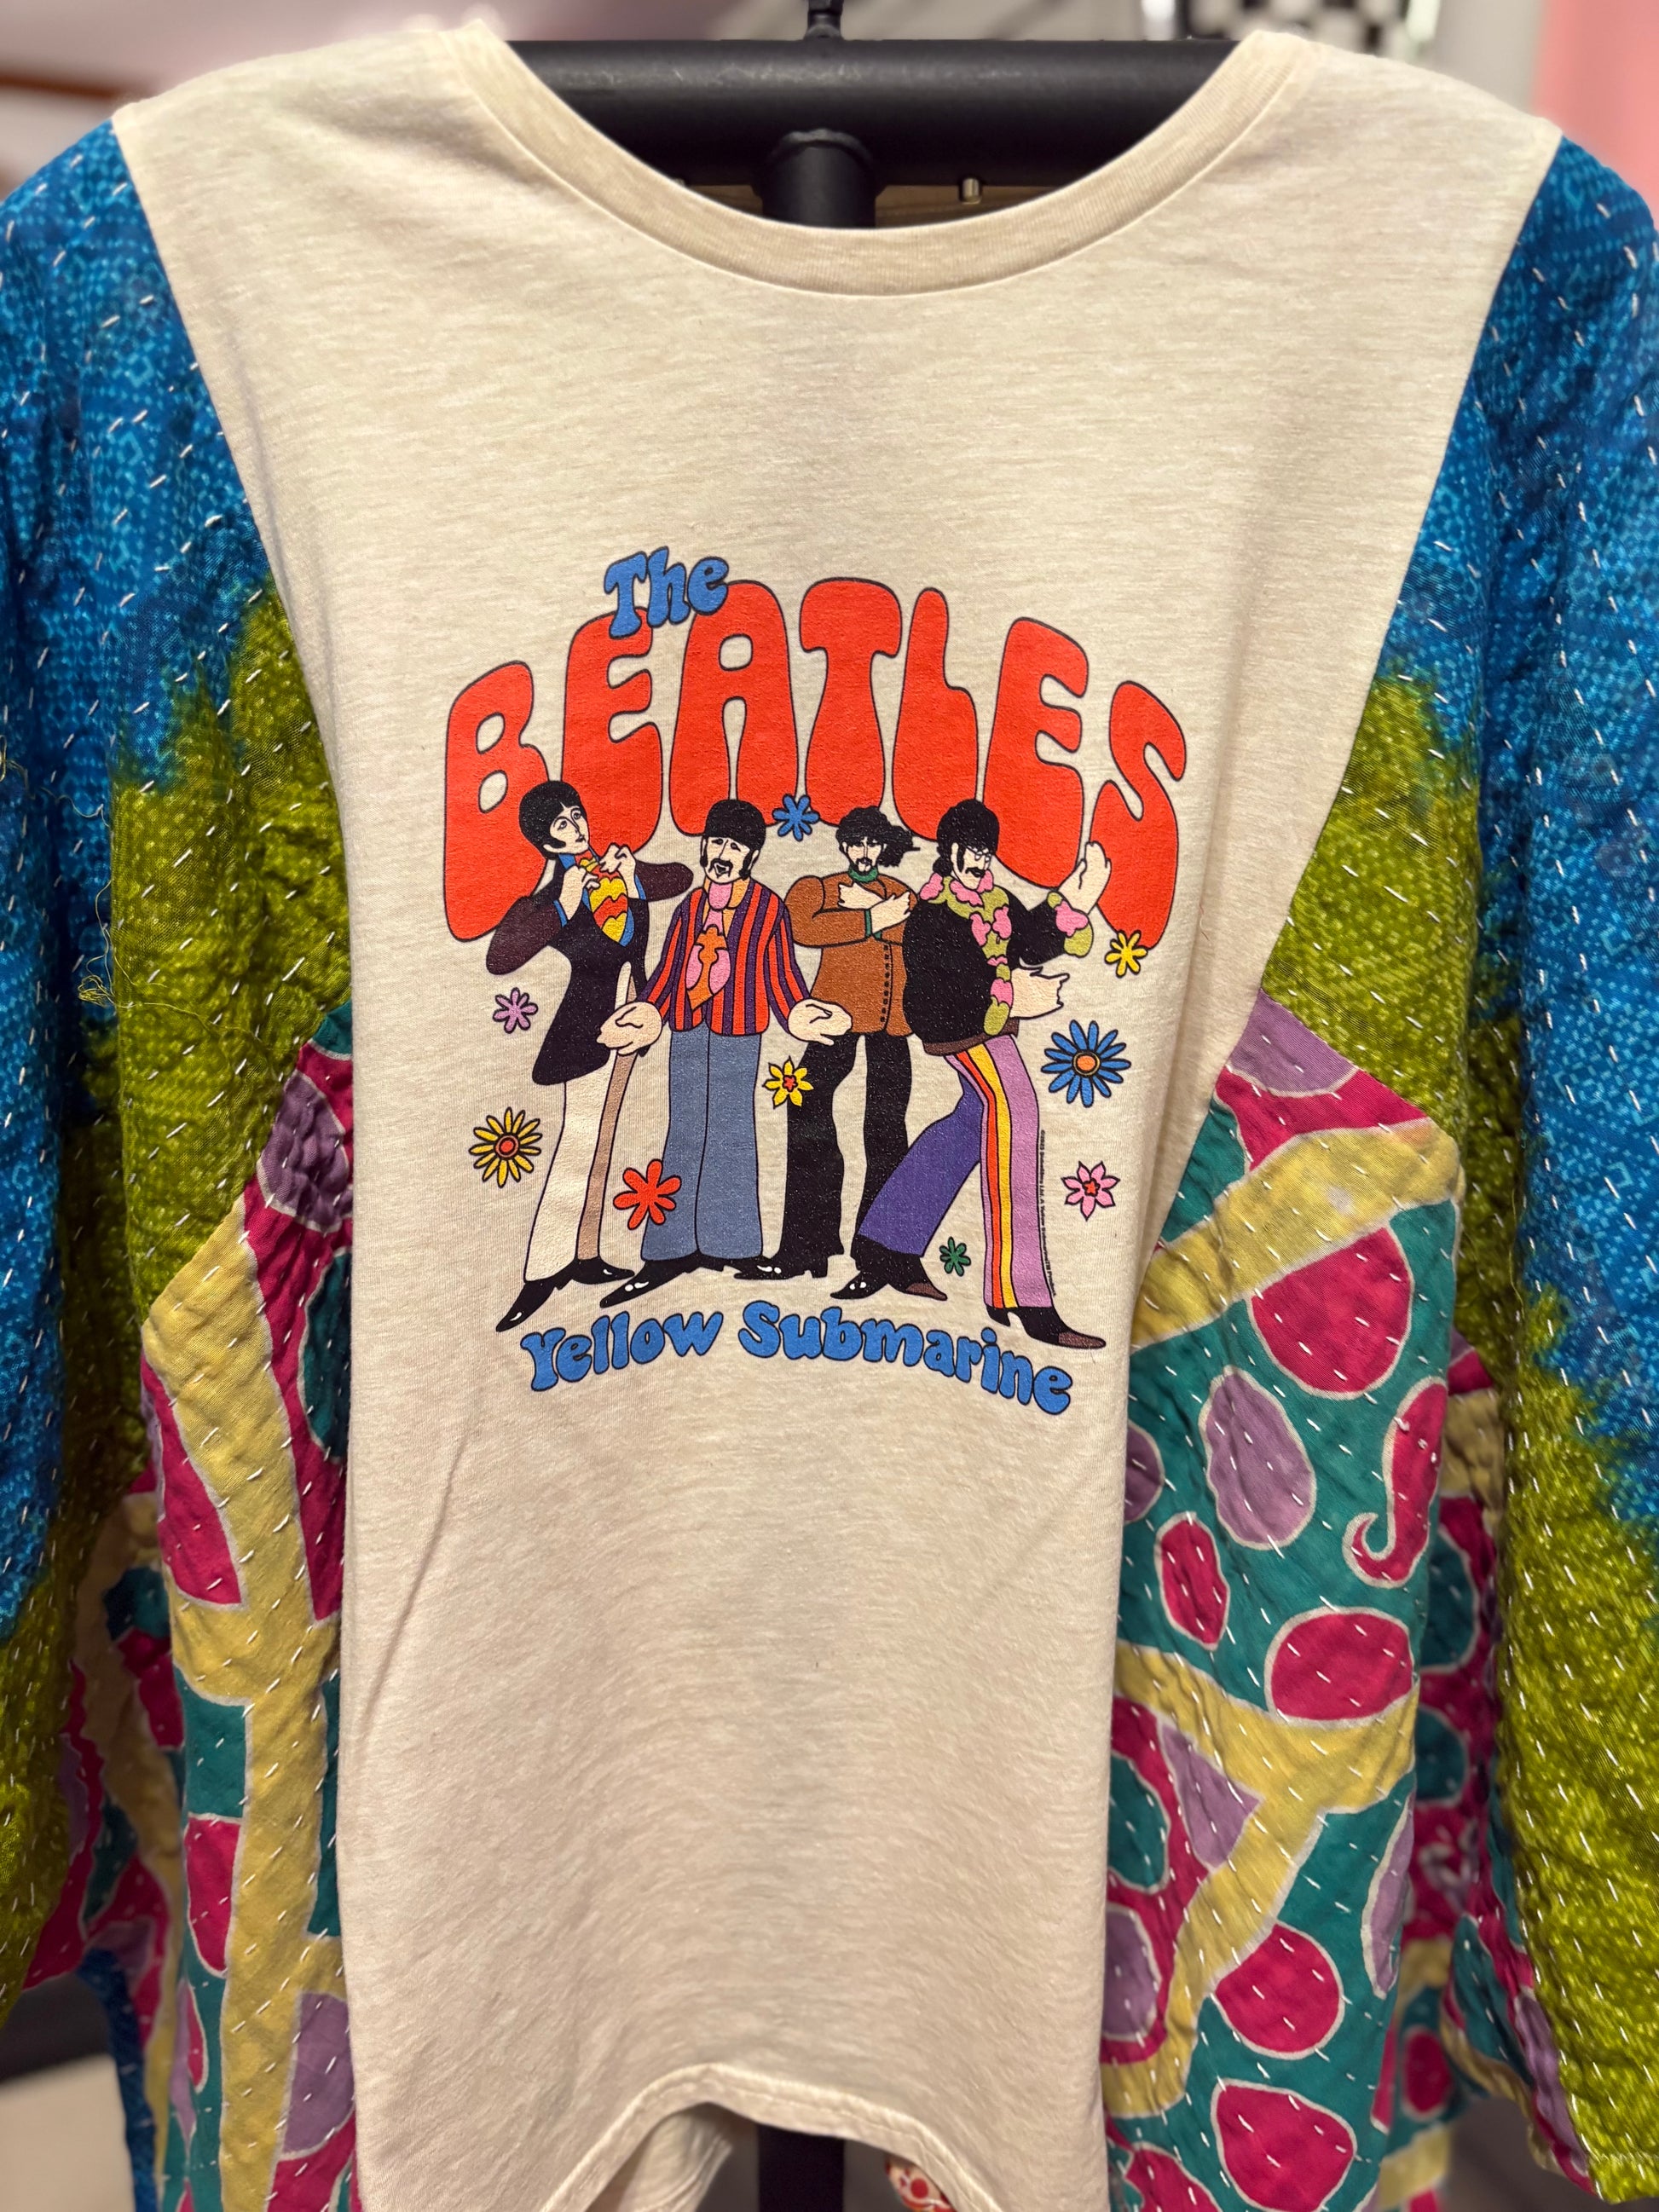 The
BEATLES
Yellow Submarine